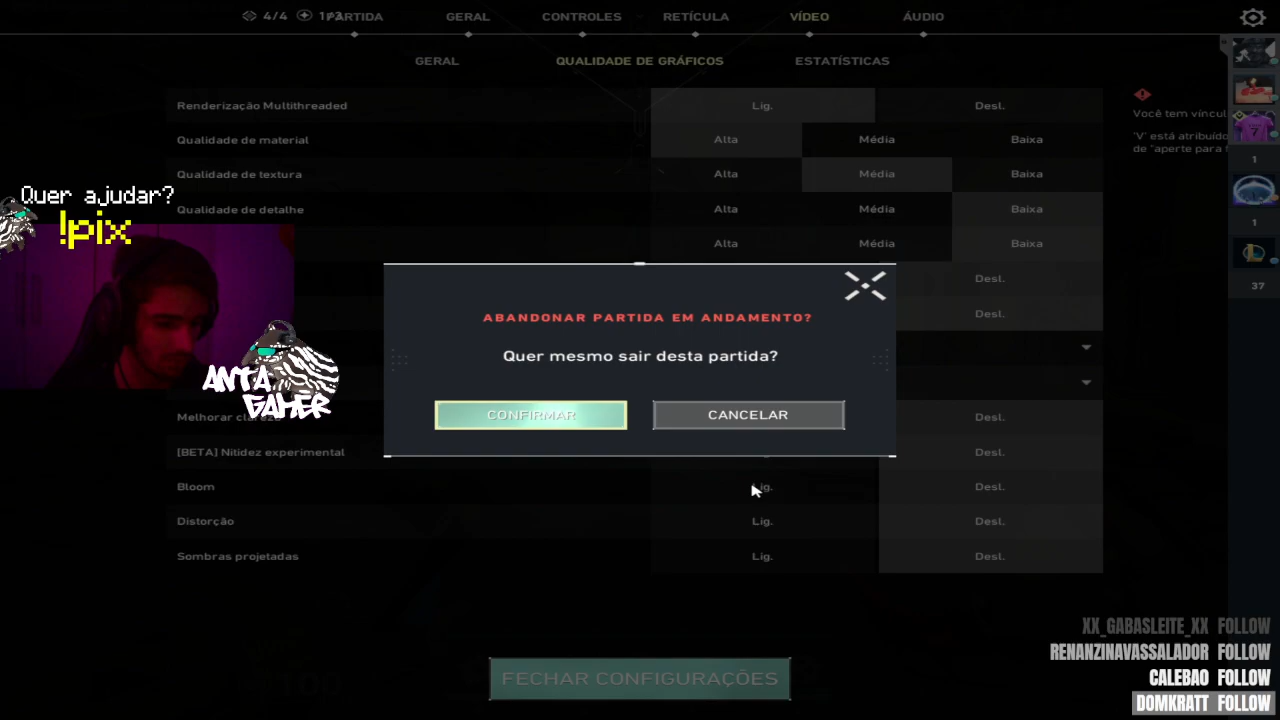 4/4
PARTIDA
GERAL
CONTROLES
RETÍCULA
VÍDEO
ÁUDIO
GERAL
QUALIDADE DE GRÁFICOS
ESTATÍSTICAS
Renderização Multithreaded Lig. Desl.
Qualidade de material Alta Média Baixa
Qualidade de textura Alta Média Baixa
Qualidade de detalhe Alta Média Baixa
Alta Média Baixa
Desl.
Desl.
Você tem víncul
'V' está atribuído
de "aperte para
1
1
37
Quer ajudar?
!pix
ANTA
GAMER
ABANDONAR PARTIDA EM ANDAMENTO?
Quer mesmo sair desta partida?
CONFIRMAR
CANCELAR
Melhorar Desl.
[BETA] Nitidez experimental Desl.
Bloom Lig. Desl.
Distorção Lig. Desl.
Sombras projetadas Lig. Desl.
FECHAR CONFIGURAÇÕES
XX_GABASLEITE_XX FOLLOW
RENANZINAVASSALADOR FOLLOW
CALEBAO FOLLOW
DOMKRATT FOLLOW